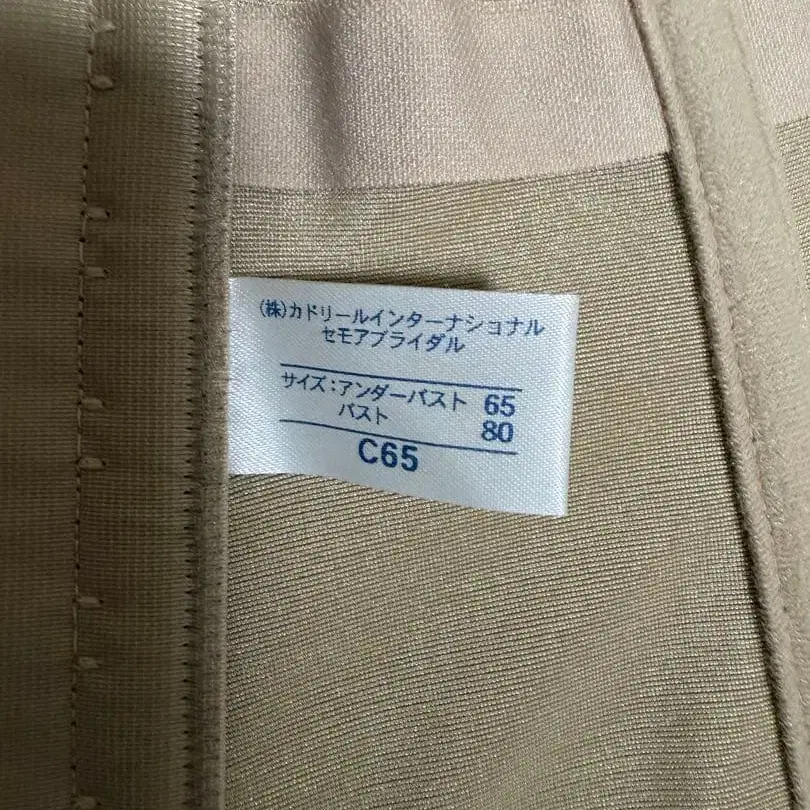 (株)カドリールインターナショナル
セモアブライダル
サイズ:アンダーバスト 65
バスト 80
C65